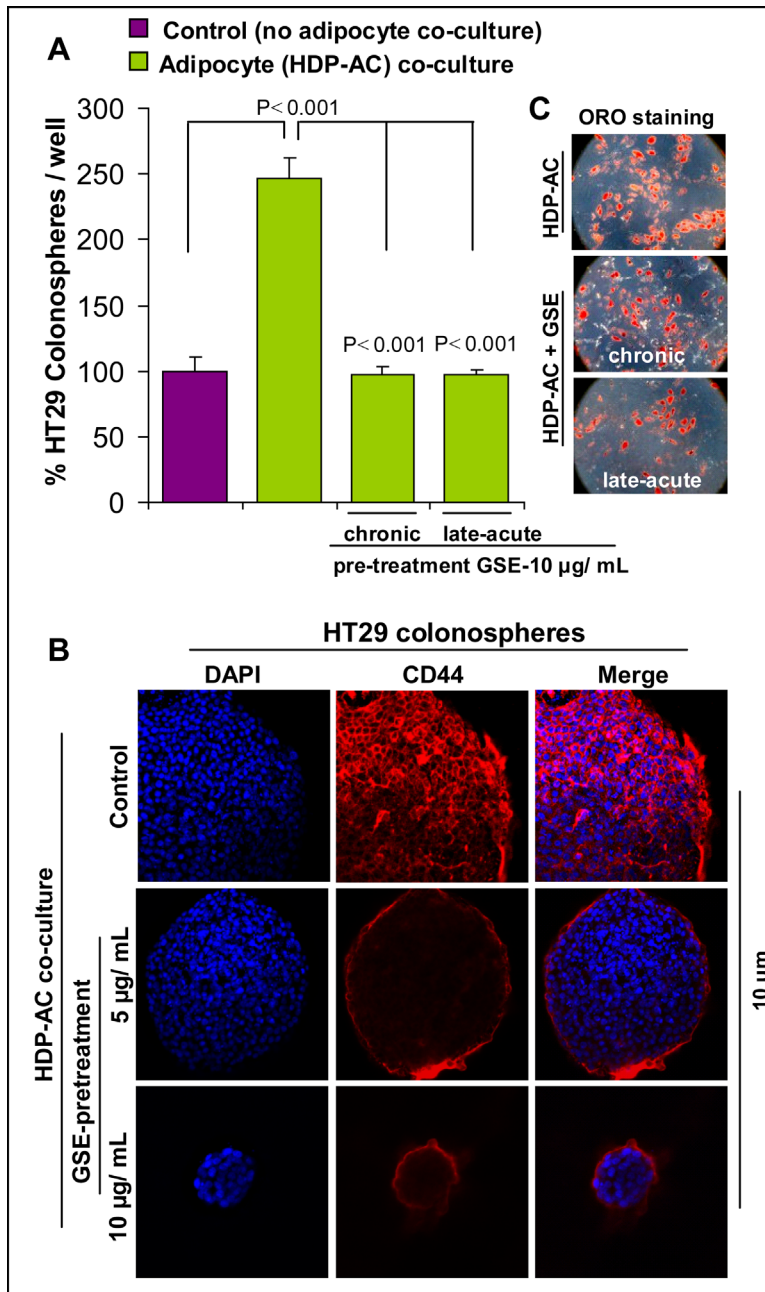 A
Control (no adipocyte co-culture)
Adipocyte (HDP-AC) co-culture
% HT29 Colonospheres / well
300
250
200
150
100
50
0
P< 0.001
P< 0.001
P< 0.001
chronic
late-acute
pre-treatment GSE-10 µg/ mL
C
ORO staining
HDP-AC
HDP-AC + GSE
chronic
late-acute
B
HT29 colonospheres
DAPI
CD44
Merge
HDP-AC co-culture
Control
GSE-pretreatment
5 µg/ mL
10 µg/ mL
10 µm